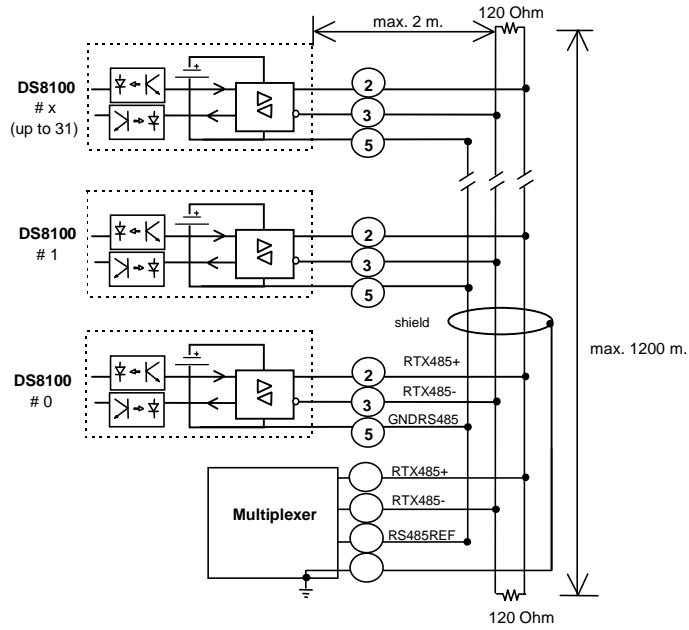 120 Ohm
max. 2 m.
DS8100
# x
(up to 31)
2
3
5
DS8100
# 1
2
3
5
shield
max. 1200 m.
DS8100
# 0
2
RTX485+
3
RTX485-
5
GNDRS485
Multiplexer
RTX485+
RTX485-
RS485REF
120 Ohm